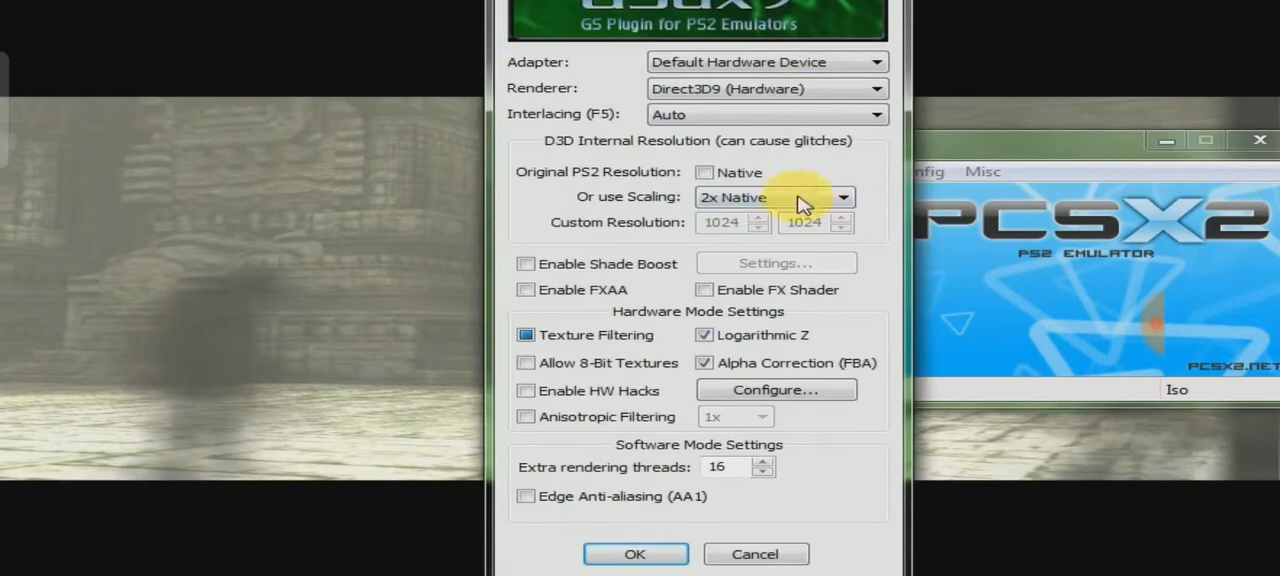 GS Plugin for PS2 Emulators
Adapter: Default Hardware Device
Renderer: Direct3D9 (Hardware)
Interlacing (F5): Auto
D3D Internal Resolution (can cause glitches)
Original PS2 Resolution: Native
Or use Scaling: 2x Native
Custom Resolution: 1024 1024
Enable Shade Boost Settings...
Enable FXAA Enable FX Shader
Hardware Mode Settings
Texture Filtering Logarithmic Z
Allow 8-Bit Textures Alpha Correction (FBA)
Enable HW Hacks Configure...
Anisotropic Filtering 1x
Software Mode Settings
Extra rendering threads: 16
Edge Anti-aliasing (AA1)
OK Cancel
nfig Misc
PCSX2
PS2 EMULATOR
PCSX2.NET
Iso